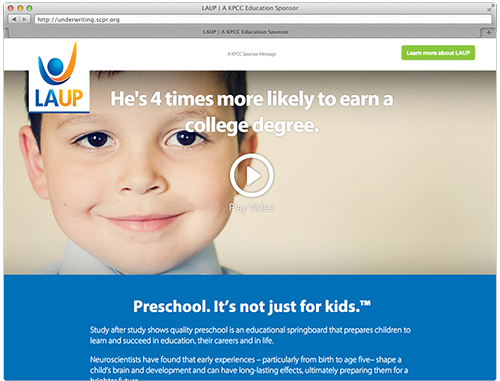 LAUP | A KPCC Education Sponsor
http://underwriting.scpr.org
LAUP | A KPCC Education Sponsor
LAUP
A KPCC Sponsor Message
Learn more about LAUP
He's 4 times more likely to earn a
college degree.
Play Video
Preschool. It's not just for kids.™
Study after study shows quality preschool is an educational springboard that prepares children to
learn and succeed in education, their careers and in life.
Neuroscientists have found that early experiences – particularly from birth to age five– shape a
child's brain and development and can have long-lasting effects, ultimately preparing them for a
brighter future.